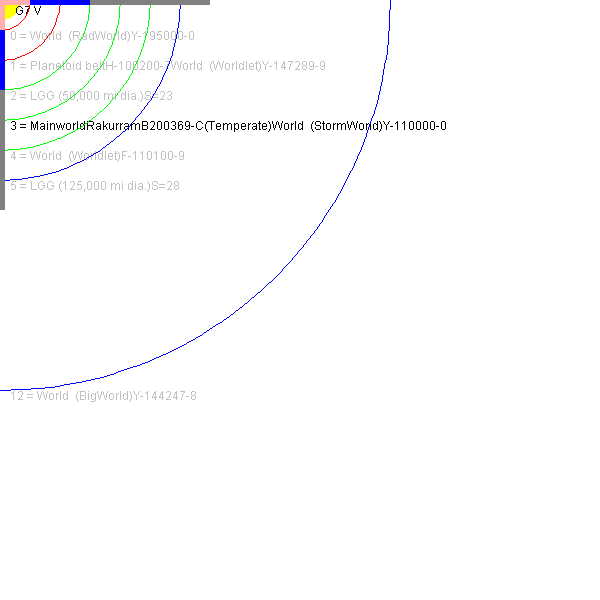 G7 V
0 = World  (RadWorld)Y-195000-0
1 = Planetoid beltH-100200-7World  (Worldlet)Y-147289-9
2 = LGG (50,000 mi dia.)S=23
3 = MainworldRakurramB200369-C(Temperate)World  (StormWorld)Y-110000-0
4 = World  (Worldlet)F-110100-9
5 = LGG (125,000 mi dia.)S=28
12 = World  (BigWorld)Y-144247-8